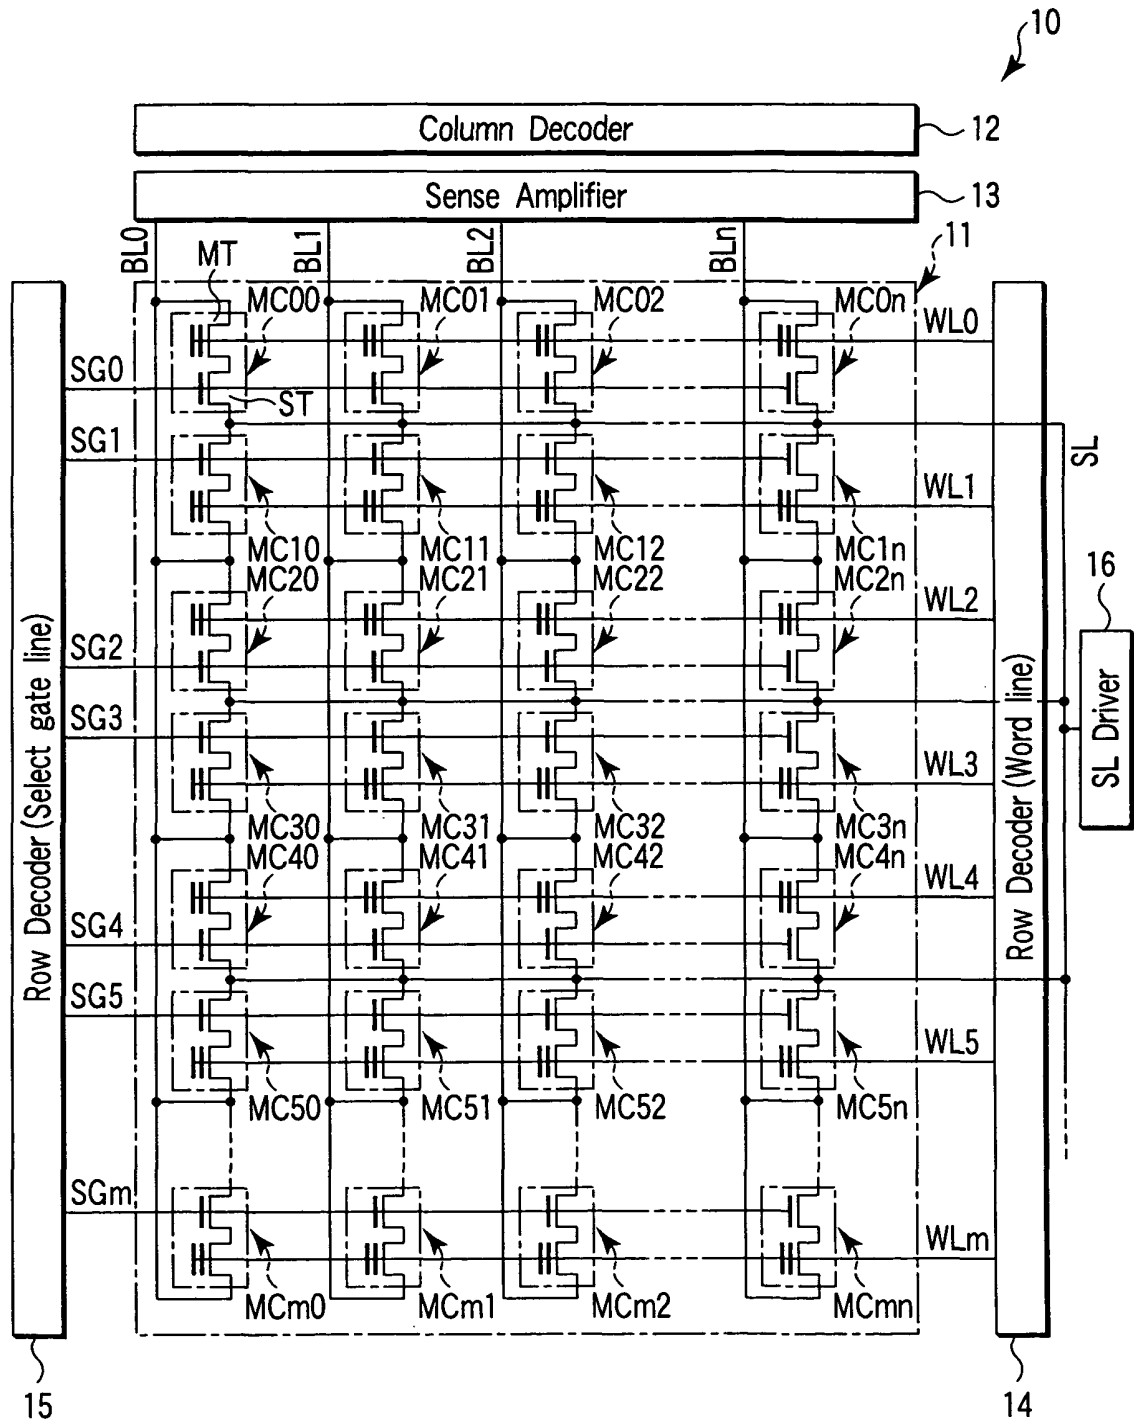 10
Column Decoder
12
Sense Amplifier
13
BL0
BL1
BL2
BLn
11
MT
MC00
MC01
MC02
MC0n
WL0
SG0
ST
SG1
SL
WL1
MC10
MC11
MC12
MC1n
MC20
MC21
MC22
MC2n
16
WL2
SG2
SG3
Row Decoder (Select gate line)
Row Decoder (Word line)
SL Driver
WL3
MC30
MC31
MC32
MC3n
MC40
MC41
MC42
MC4n
WL4
SG4
SG5
WL5
MC50
MC51
MC52
MC5n
SGm
WLm
MCm0
MCm1
MCm2
MCmn
15
14